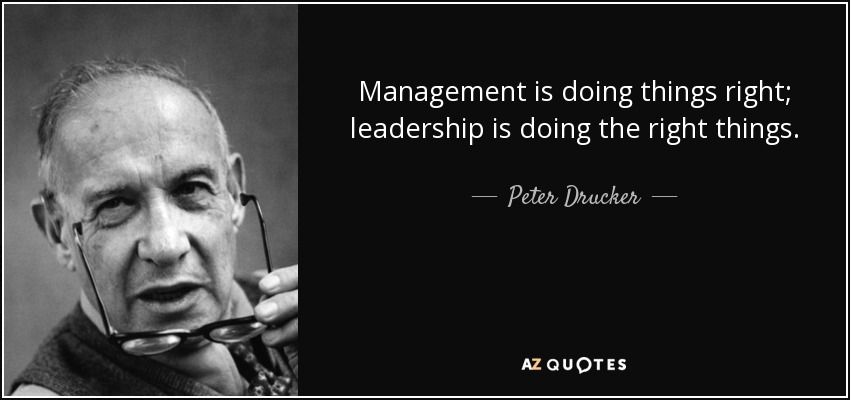 Management is doing things right;
leadership is doing the right things.
Peter Drucker
AZ QUOTES